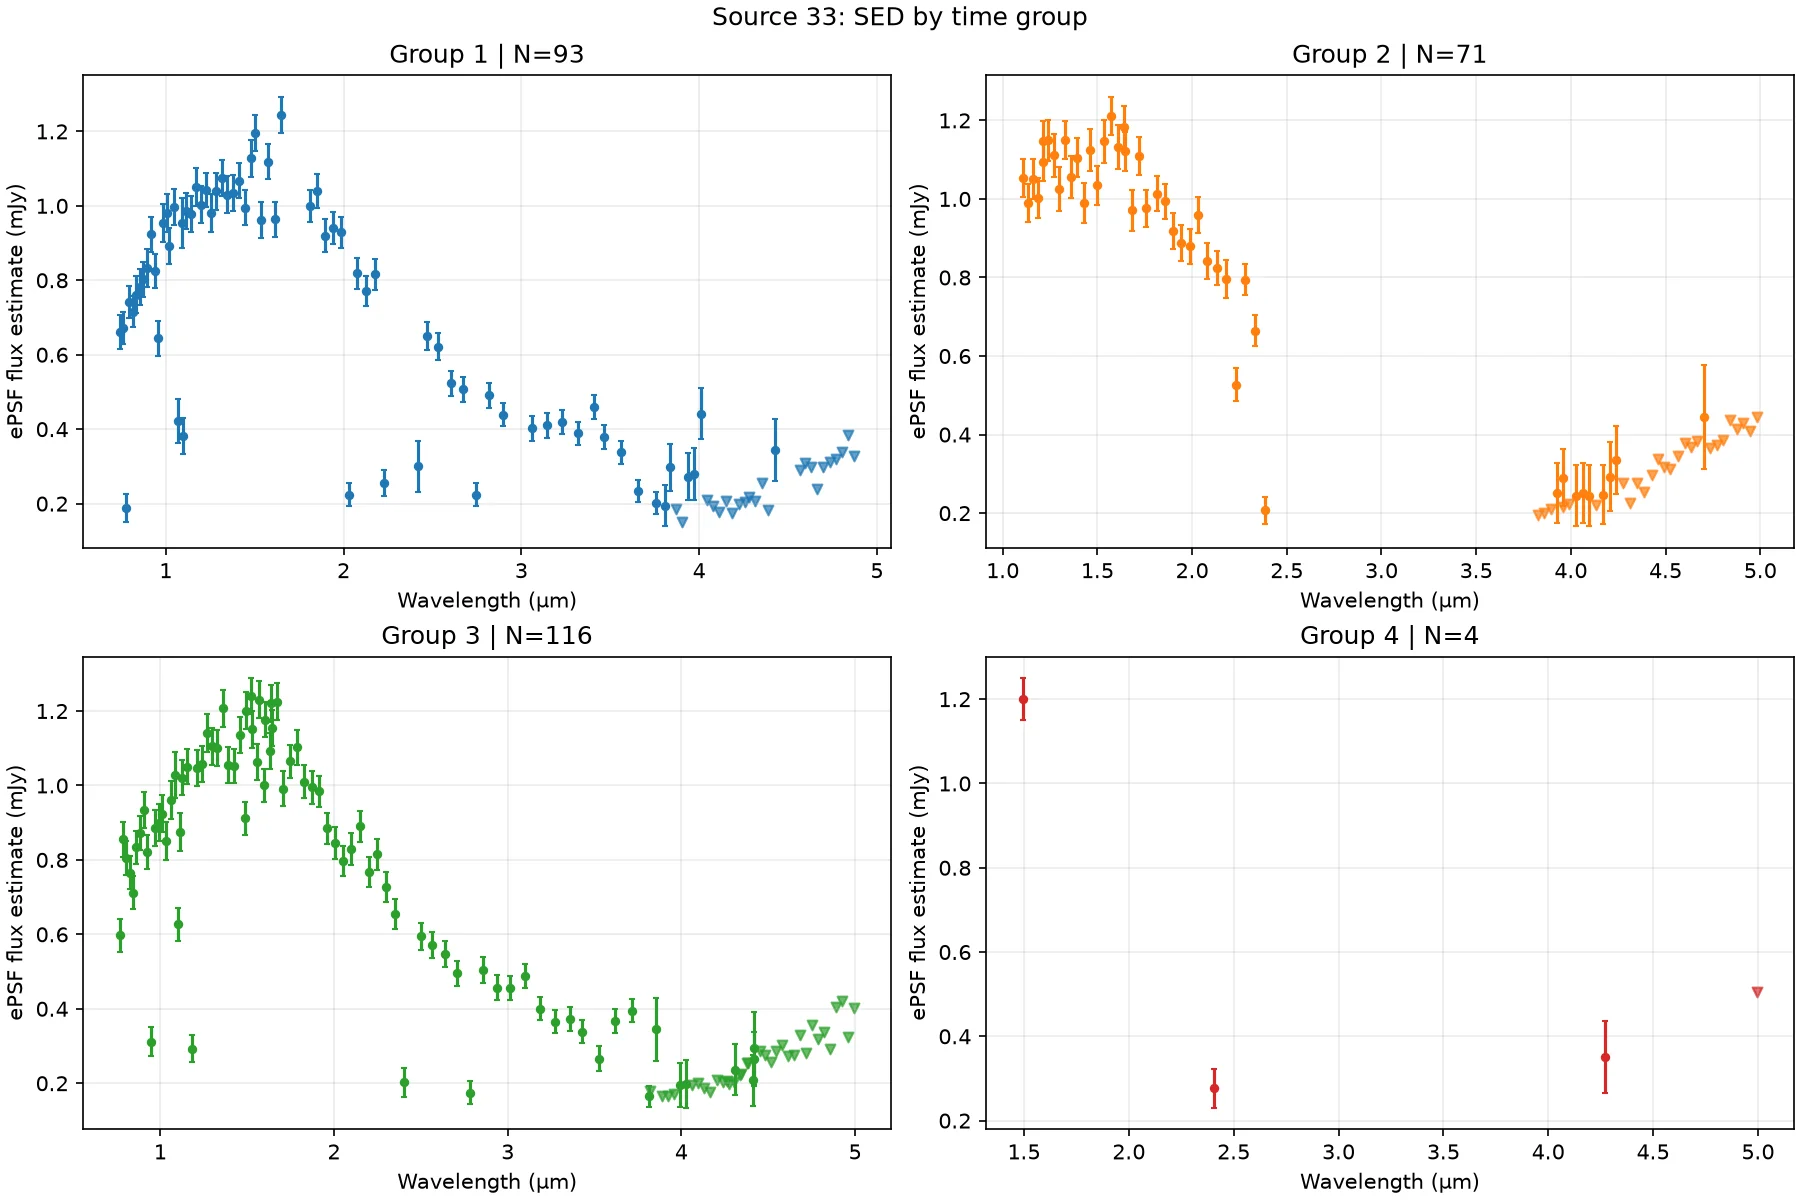 Source 33: SED by time group
Group 1 | N=93
ePSF flux estimate (mJy)
1.2
1.0
0.8
0.6
0.4
0.2
1 2 3 4 5
Wavelength (μm)
Group 2 | N=71
ePSF flux estimate (mJy)
1.2
1.0
0.8
0.6
0.4
0.2
1.0 1.5 2.0 2.5 3.0 3.5 4.0 4.5 5.0
Wavelength (μm)
Group 3 | N=116
ePSF flux estimate (mJy)
1.2
1.0
0.8
0.6
0.4
0.2
1 2 3 4 5
Wavelength (μm)
Group 4 | N=4
ePSF flux estimate (mJy)
1.2
1.0
0.8
0.6
0.4
0.2
1.5 2.0 2.5 3.0 3.5 4.0 4.5 5.0
Wavelength (μm)